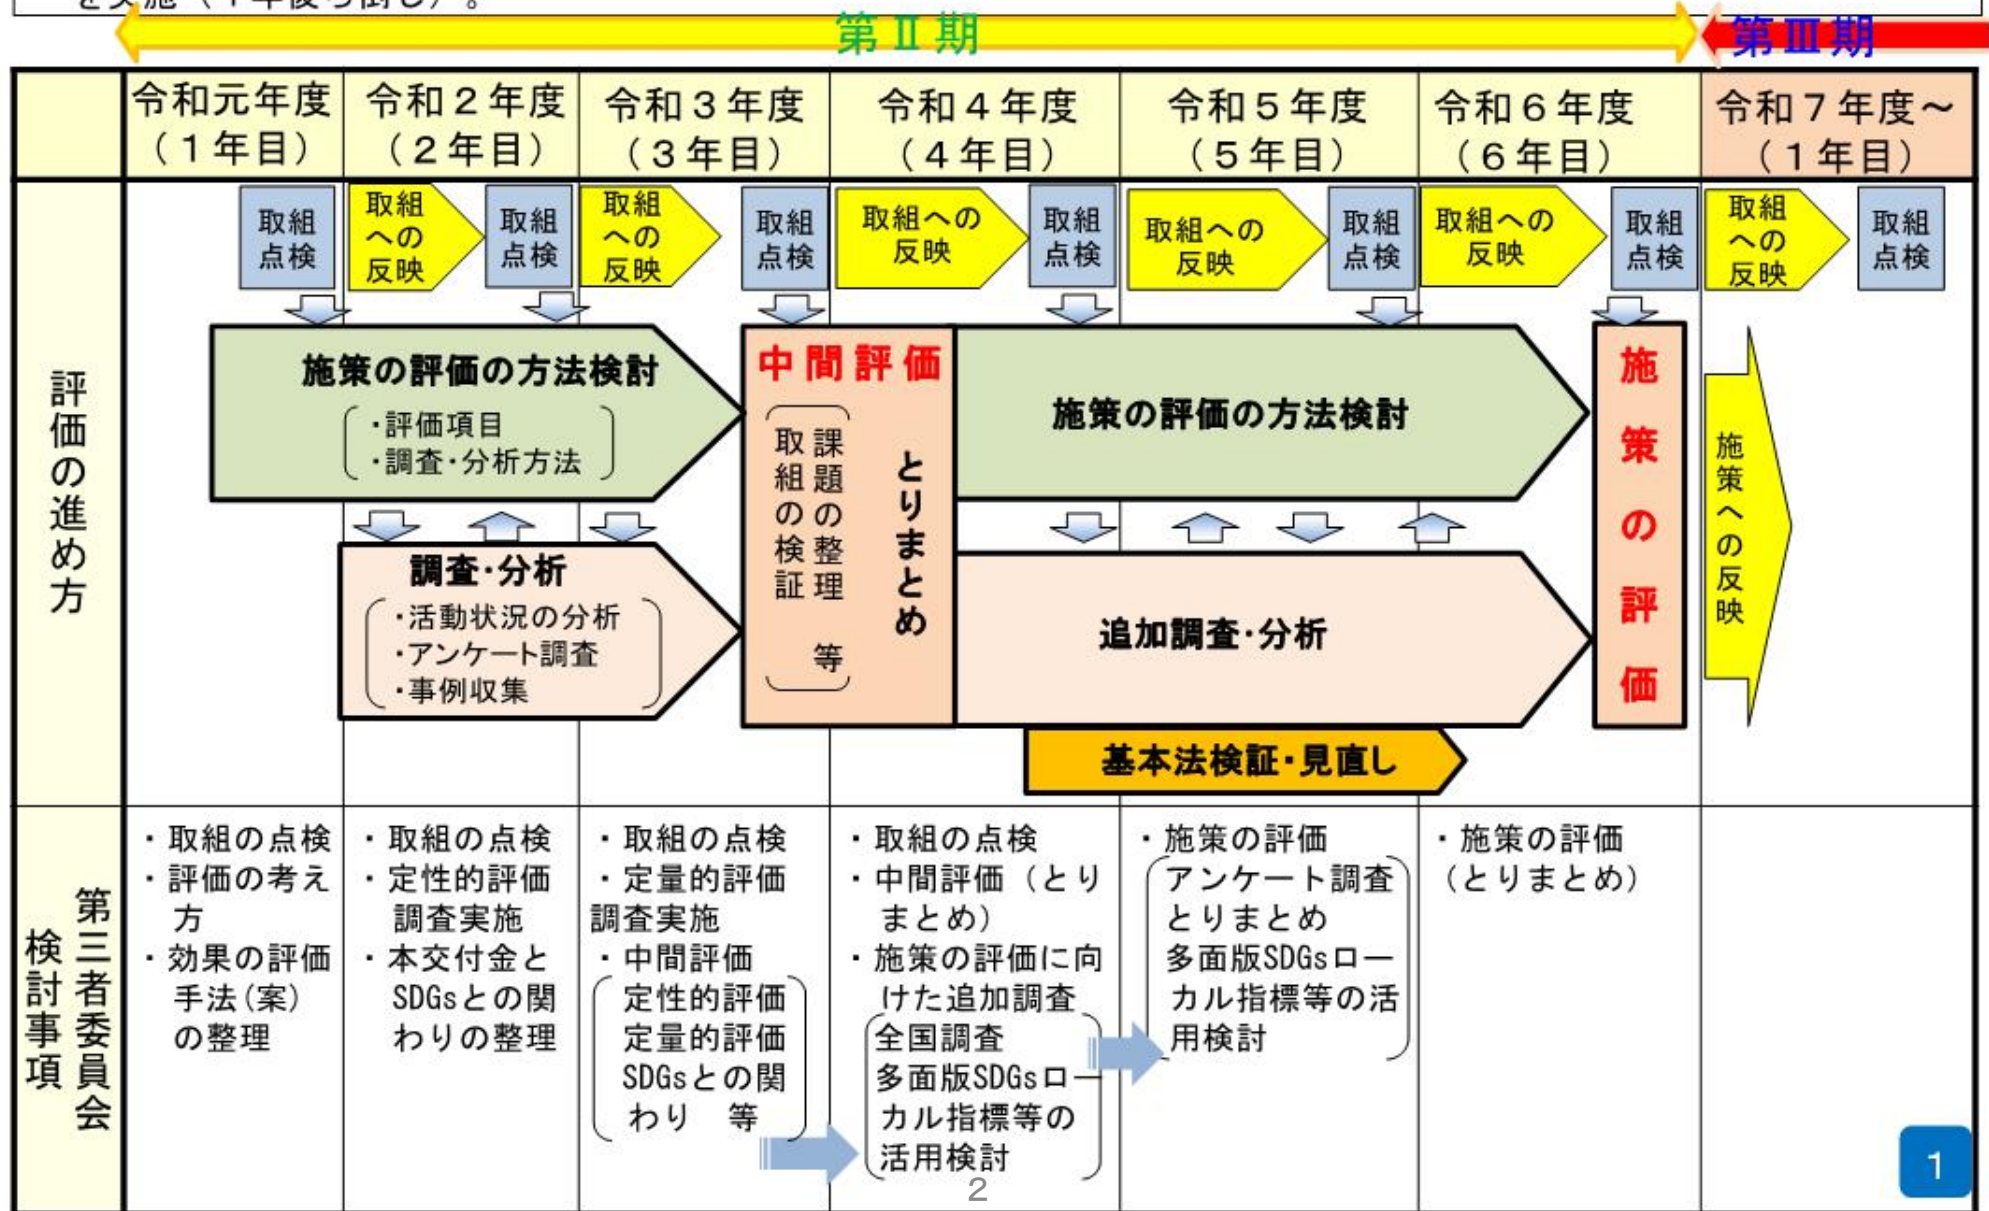 を実施（１年後ろ倒し）。
第Ⅱ期
第Ⅲ期
令和元年度
（１年目）
令和２年度
（２年目）
令和３年度
（３年目）
令和４年度
（４年目）
令和５年度
（５年目）
令和６年度
（６年目）
令和７年度～
（１年目）
評価の進め方
取組
点検
取組
への
反映
取組
点検
取組
への
反映
取組
点検
取組への
反映
取組
点検
取組への
反映
取組
点検
取組への
反映
取組
点検
取組
への
反映
取組
点検
施策の評価の方法検討
・評価項目
・調査・分析方法
調査・分析
・活動状況の分析
・アンケート調査
・事例収集
中間評価
とりまとめ
課題の整理　等
取組の検証
施策の評価の方法検討
追加調査・分析
基本法検証・見直し
施策の評価
施策への反映
第三者委員会
検討事項
・取組の点検
・評価の考え
方
・効果の評価
手法（案）
の整理
・取組の点検
・定性的評価
調査実施
・本交付金と
SDGsとの関
わりの整理
・取組の点検
・定量的評価
調査実施
・中間評価
定性的評価
定量的評価
SDGsとの関
わり　等
・取組の点検
・中間評価（とり
まとめ）
・施策の評価に向
けた追加調査
全国調査
多面版SDGsロー
カル指標等の
活用検討
・施策の評価
アンケート調査
とりまとめ
多面版SDGsロー
カル指標等の活
用検討
・施策の評価
（とりまとめ）
1
2